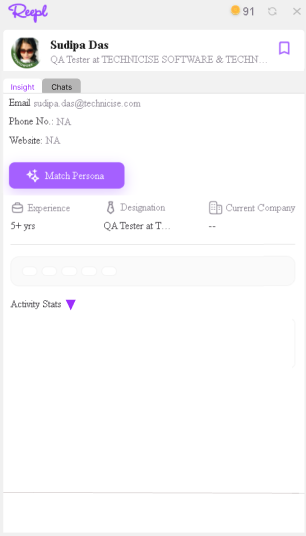 Reepl
91
Sudipa Das
QA Tester at TECHNICISE SOFTWARE & TECHN...
Insight
Chats
Email sudipa.das@technicise.com
Phone No.: NA
Website: NA
Match Persona
Experience
Designation
Current Company
5+ yrs
QA Tester at T...
--
Activity Stats